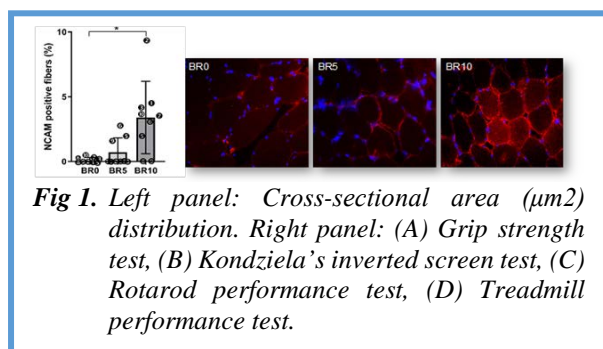 10
*
NCAM positive fibers (%)
5
0
BR0 BR5 BR10
BR0
BR5
BR10
Fig 1. Left panel: Cross-sectional area (µm2)
distribution. Right panel: (A) Grip strength
test, (B) Kondziela's inverted screen test, (C)
Rotarod performance test, (D) Treadmill
performance test.